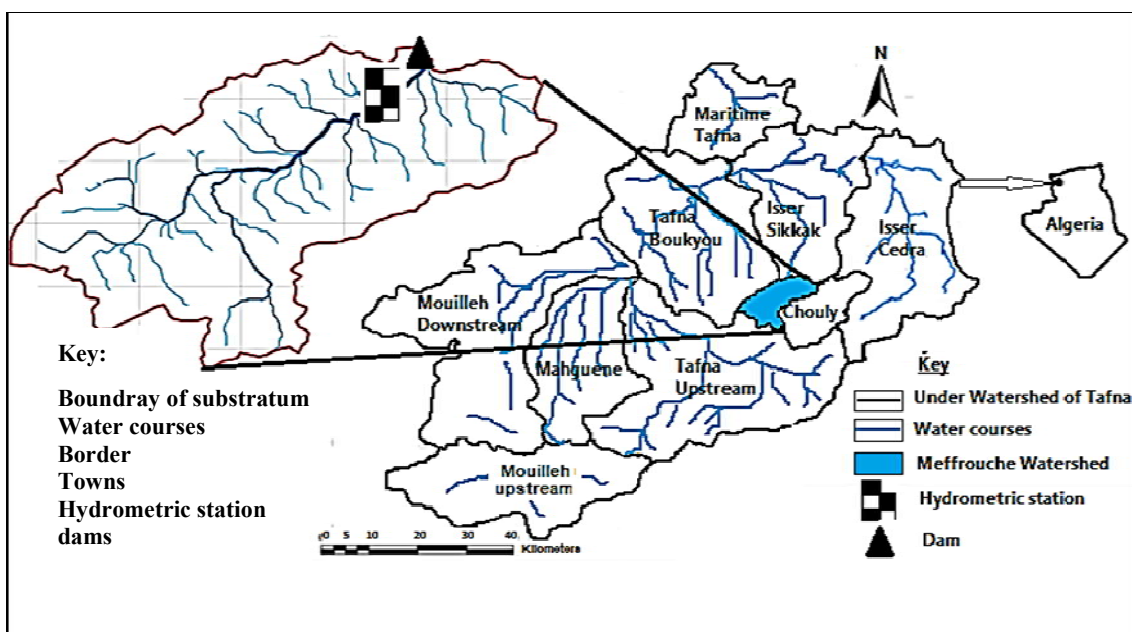 N
Maritime
Tafna
Tafna
Boukyou
Isser
Sikkak
Isser
Cedra
Algeria
Mouilleh
Downstream
Chouly
Mahguene
Tafna
Upstream
Mouilleh
upstream
0 5 10 20 30 40
Kilometers
Key:
Boundray of substratum
Water courses
Border
Towns
Hydrometric station
dams
Key
Under Watershed of Tafna
Water courses
Meffrouche Watershed
Hydrometric station
Dam